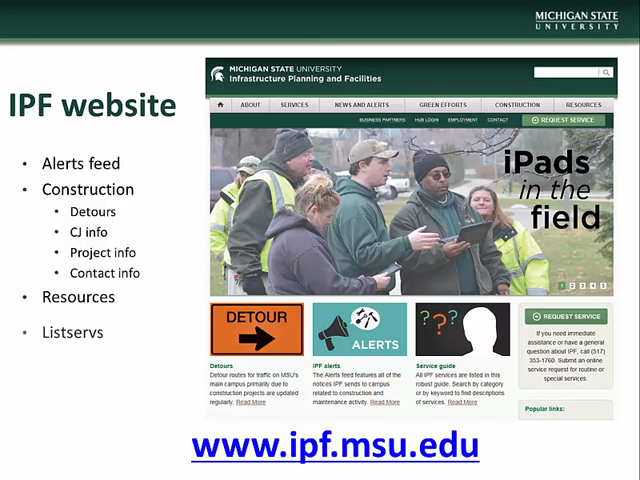 MICHIGAN STATE
UNIVERSITY
IPF website
• Alerts feed
• Construction
• Detours
• CJ info
• Project info
• Contact info
• Resources
• Listservs
MICHIGAN STATE UNIVERSITY
Infrastructure Planning and Facilities
ABOUT SERVICES NEWS AND ALERTS GREEN EFFORTS CONSTRUCTION RESOURCES
BUSINESS PARTNERS HUB LOGIN EMPLOYMENT CONTACT REQUEST SERVICE
iPads
in the
field
1 2 3 4 5
DETOUR
ALERTS
? ? ?
Detours
Detour routes for traffic on MSU's
main campus primarily due to
construction projects are updated
regularly. Read More
IPF alerts
The Alerts feed features all of the
notices IPF sends to campus
related to construction and
maintenance activity. Read More
Service guide
All IPF services are listed in this
robust guide. Search by category
or by keyword to find descriptions
of services. Read More
REQUEST SERVICE
If you need immediate
assistance or have a general
question about IPF, call (517)
353-1760. Submit an online
service request for routine or
special services.
Popular links:
www.ipf.msu.edu